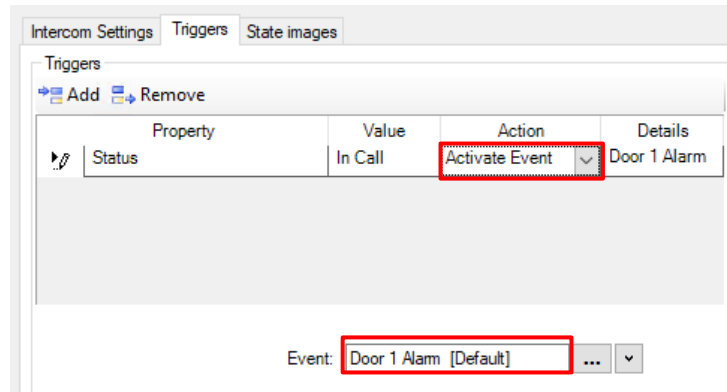 Intercom Settings Triggers State images
Triggers
Add Remove
Property Value Action Details
Status In Call Activate Event Door 1 Alarm
Event: Door 1 Alarm [Default] ...